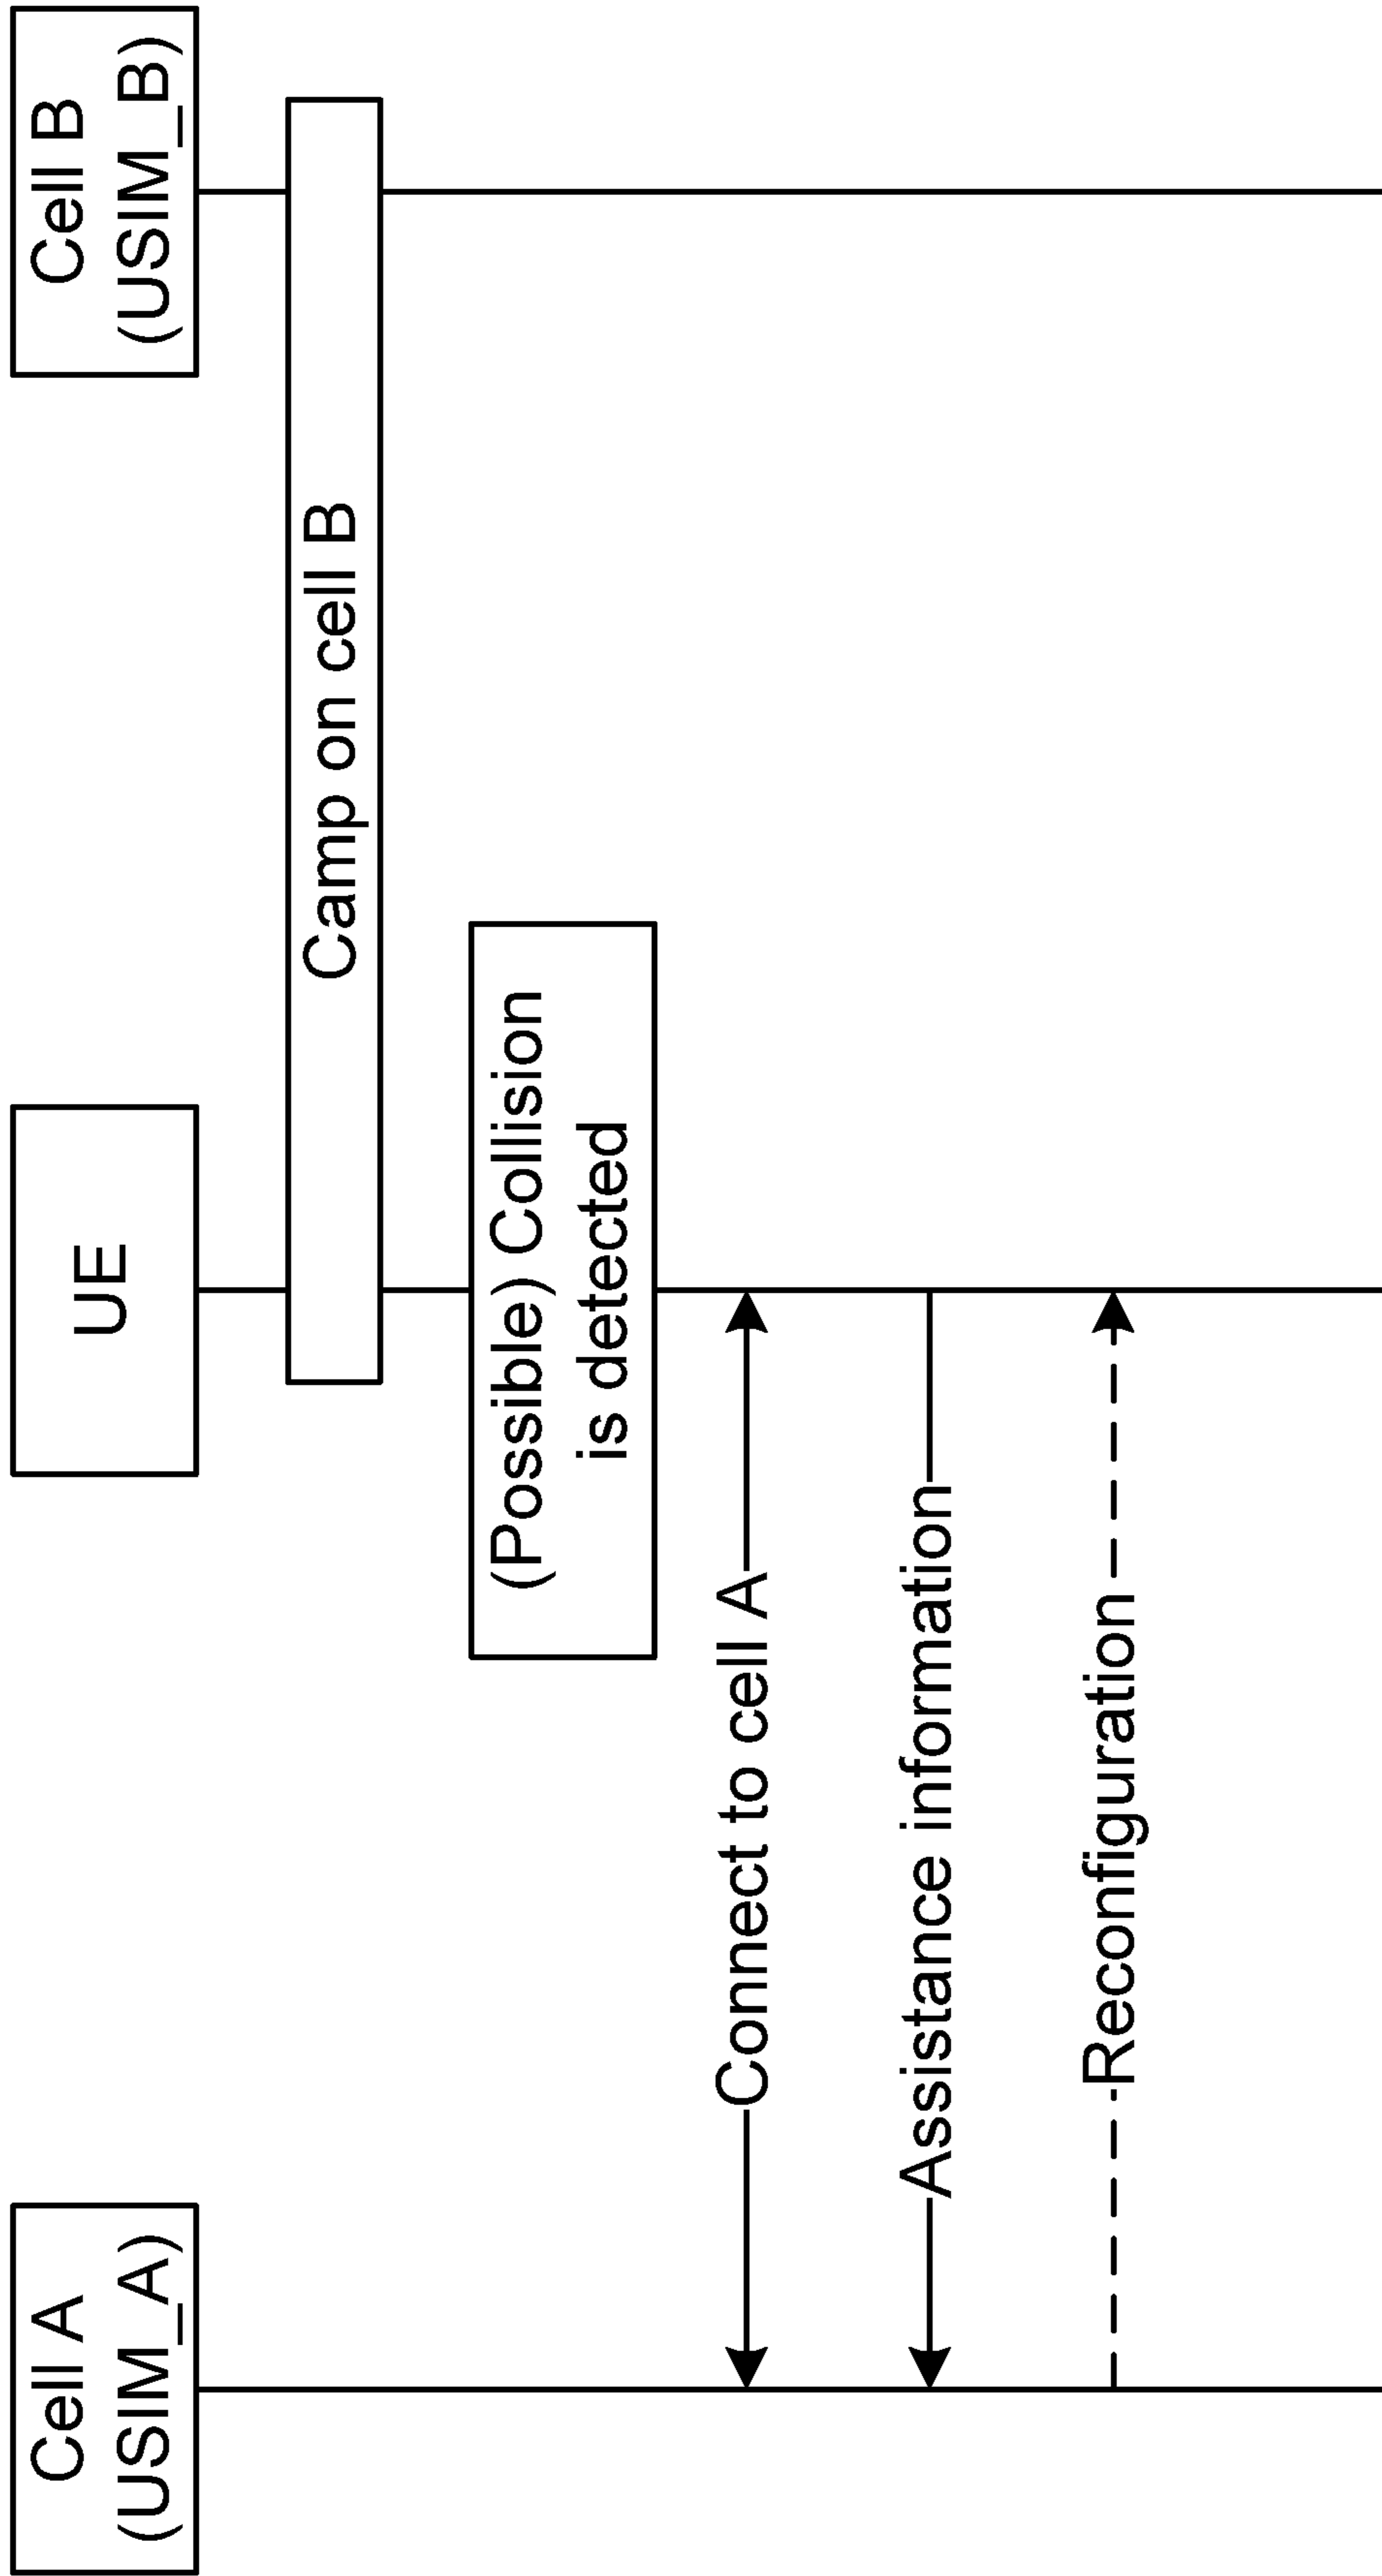 Cell A
(USIM_A)
UE
Cell B
(USIM_B)
Camp on cell B
(Possible) Collision
is detected
Connect to cell A
Assistance information
Reconfiguration